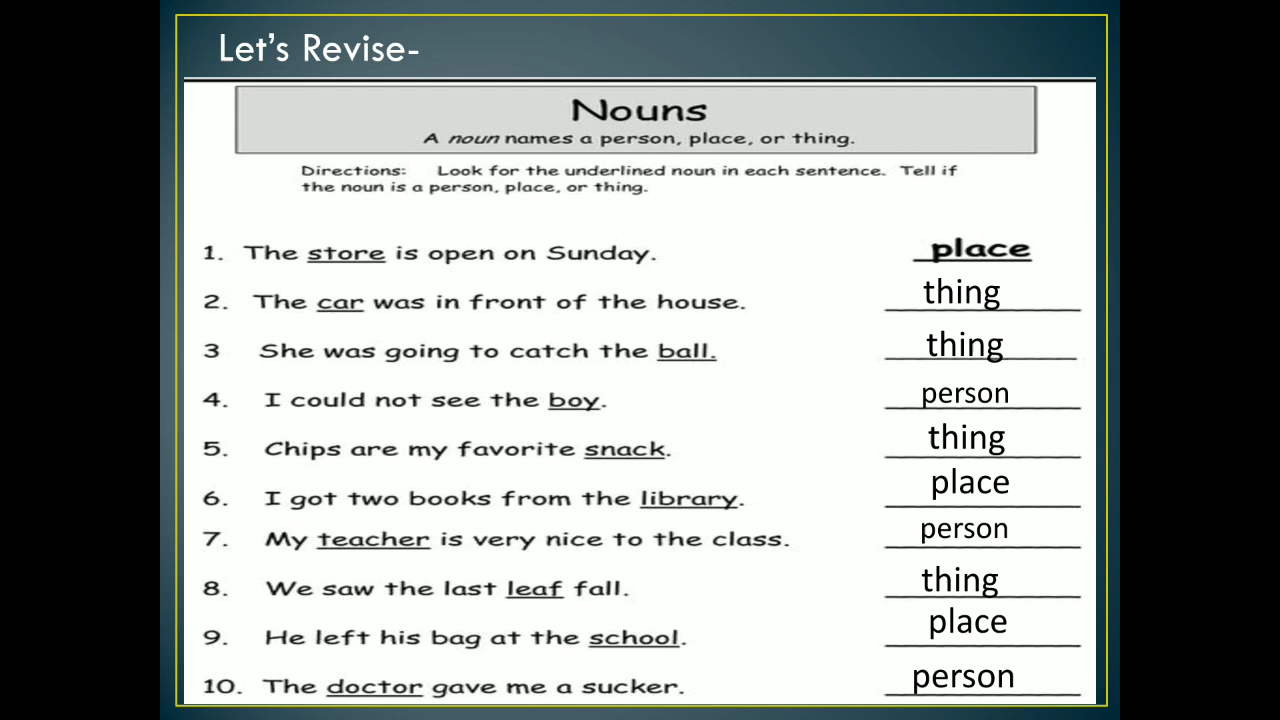 Let's Revise-
Nouns
A noun names a person, place, or thing.
Directions: Look for the underlined noun in each sentence. Tell if
the noun is a person, place, or thing.
1. The store is open on Sunday. place
2. The car was in front of the house. thing
3 She was going to catch the ball. thing
4. I could not see the boy. person
5. Chips are my favorite snack. thing
6. I got two books from the library. place
7. My teacher is very nice to the class. person
8. We saw the last leaf fall. thing
9. He left his bag at the school. place
10. The doctor gave me a sucker. person